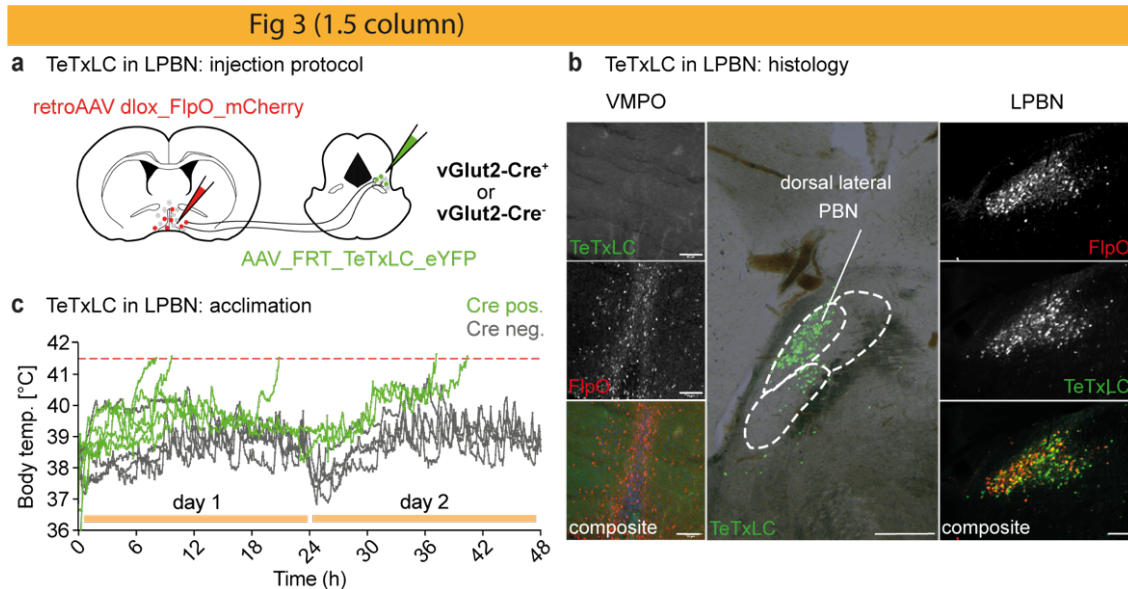 Fig 3 (1.5 column)
a TeTxLC in LPBN: injection protocol
retroAAV dlox_FlpO_mCherry
vGlut2-Cre⁺
or
vGlut2-Cre⁻
AAV_FRT_TeTxLC_eYFP
b TeTxLC in LPBN: histology
VMPO
LPBN
TeTxLC
FlpO
composite
dorsal lateral
PBN
TeTxLC
FlpO
TeTxLC
composite
c TeTxLC in LPBN: acclimation
Cre pos.
Cre neg.
Body temp. [°C]
42
41
40
39
38
37
36
day 1
day 2
0 6 12 18 24 30 36 42 48
Time (h)